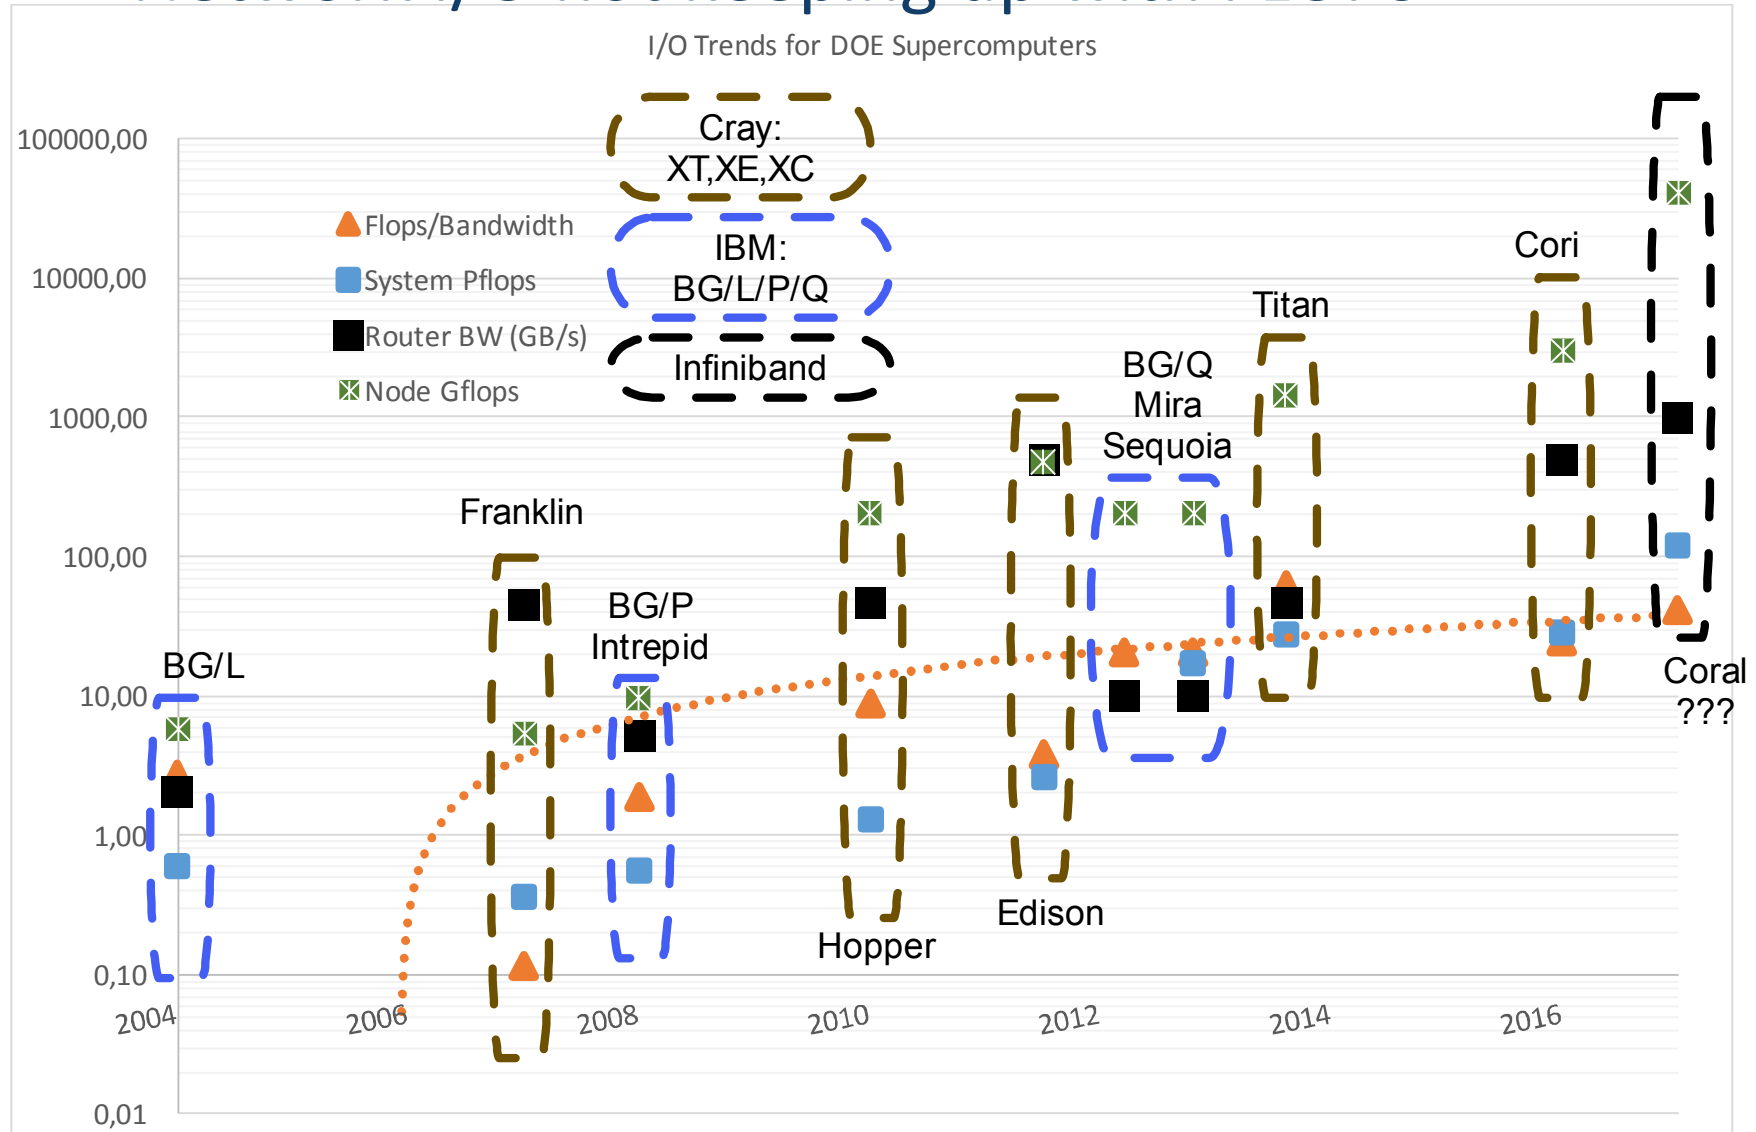 I/O Trends for DOE Supercomputers
100000,00
10000,00
1000,00
100,00
10,00
1,00
0,10
0,01
Flops/Bandwidth
System Pflops
Router BW (GB/s)
Node Gflops
Cray:
XT,XE,XC
IBM:
BG/L/P/Q
Infiniband
BG/L
Franklin
BG/P
Intrepid
Hopper
Edison
BG/Q
Mira
Sequoia
Titan
Cori
Coral
???
2004
2006
2008
2010
2012
2014
2016